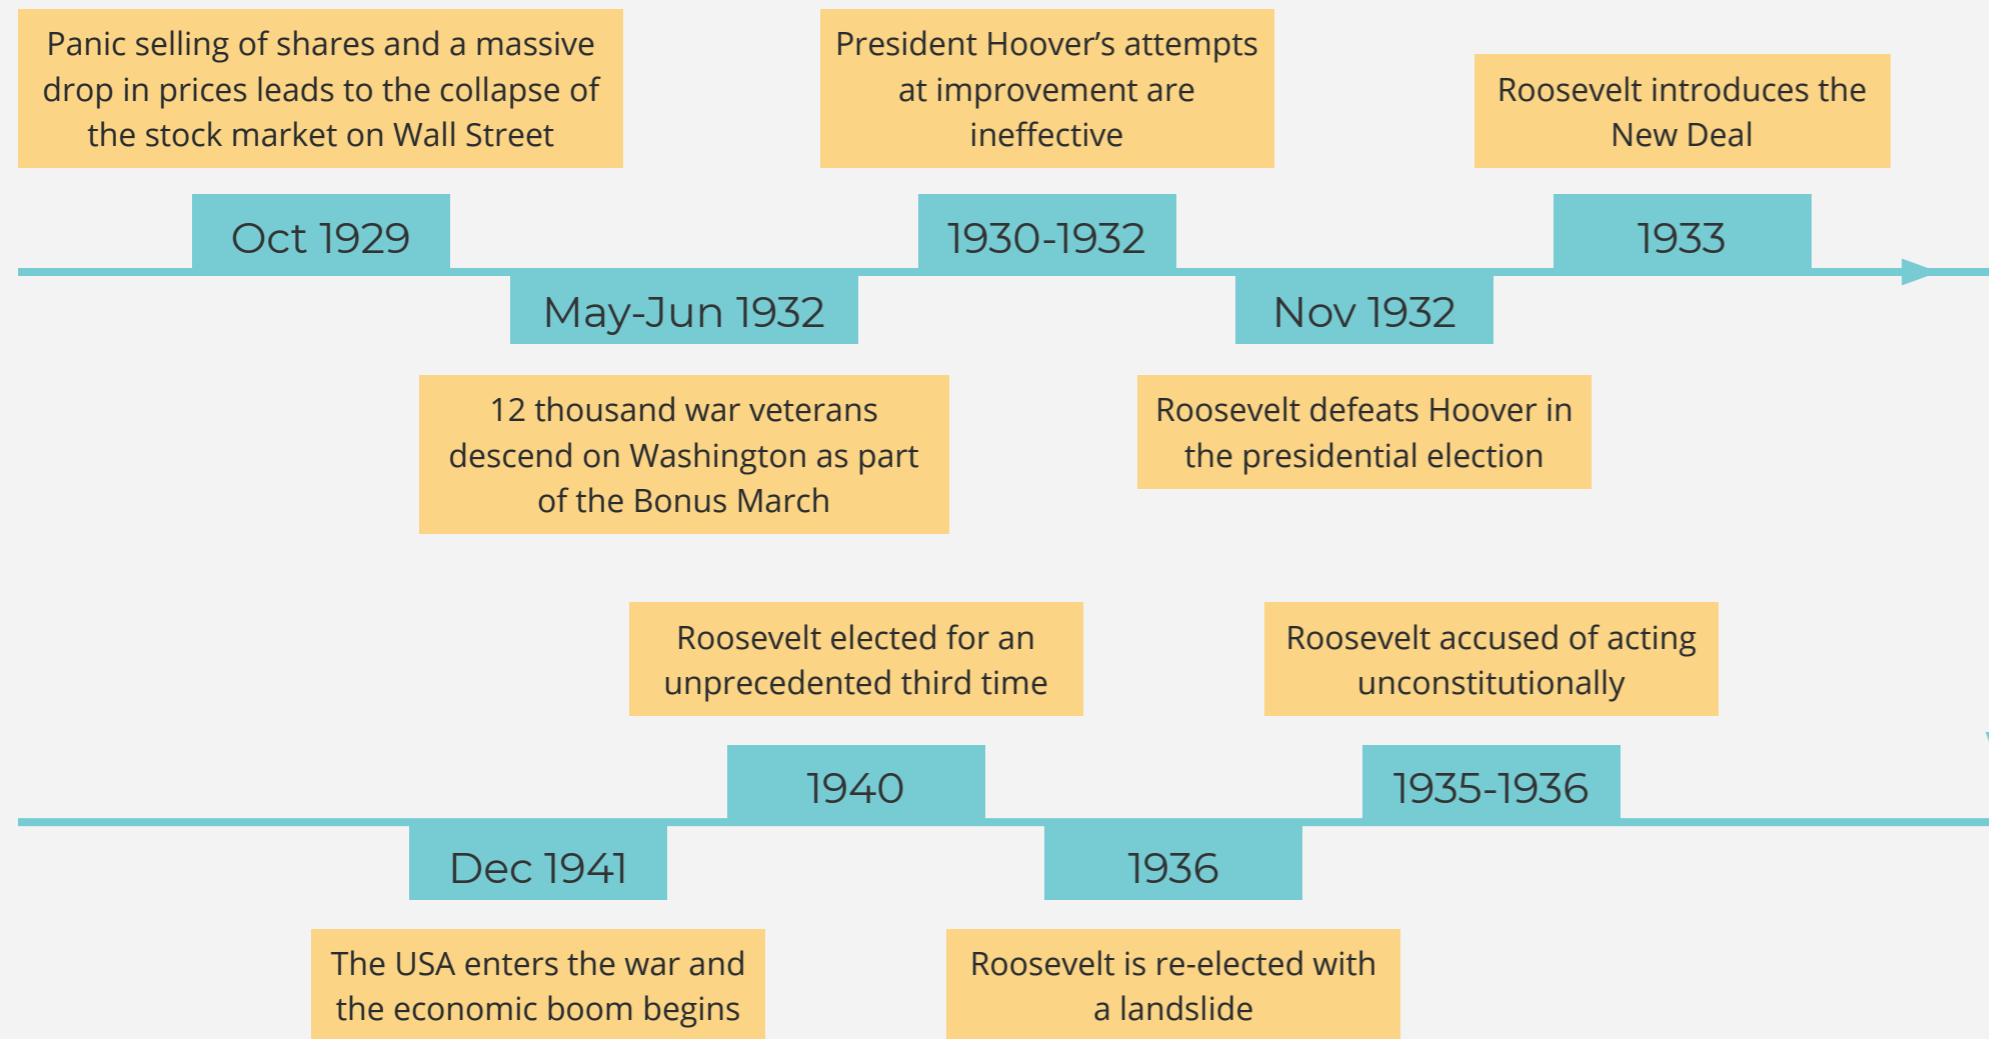 Panic selling of shares and a massive
drop in prices leads to the collapse of
the stock market on Wall Street
Oct 1929
May-Jun 1932
12 thousand war veterans
descend on Washington as part
of the Bonus March
President Hoover’s attempts
at improvement are
ineffective
1930-1932
Nov 1932
Roosevelt defeats Hoover in
the presidential election
Roosevelt introduces the
New Deal
1933
Roosevelt accused of acting
unconstitutionally
1935-1936
1936
Roosevelt is re-elected with
a landslide
Roosevelt elected for an
unprecedented third time
1940
Dec 1941
The USA enters the war and
the economic boom begins